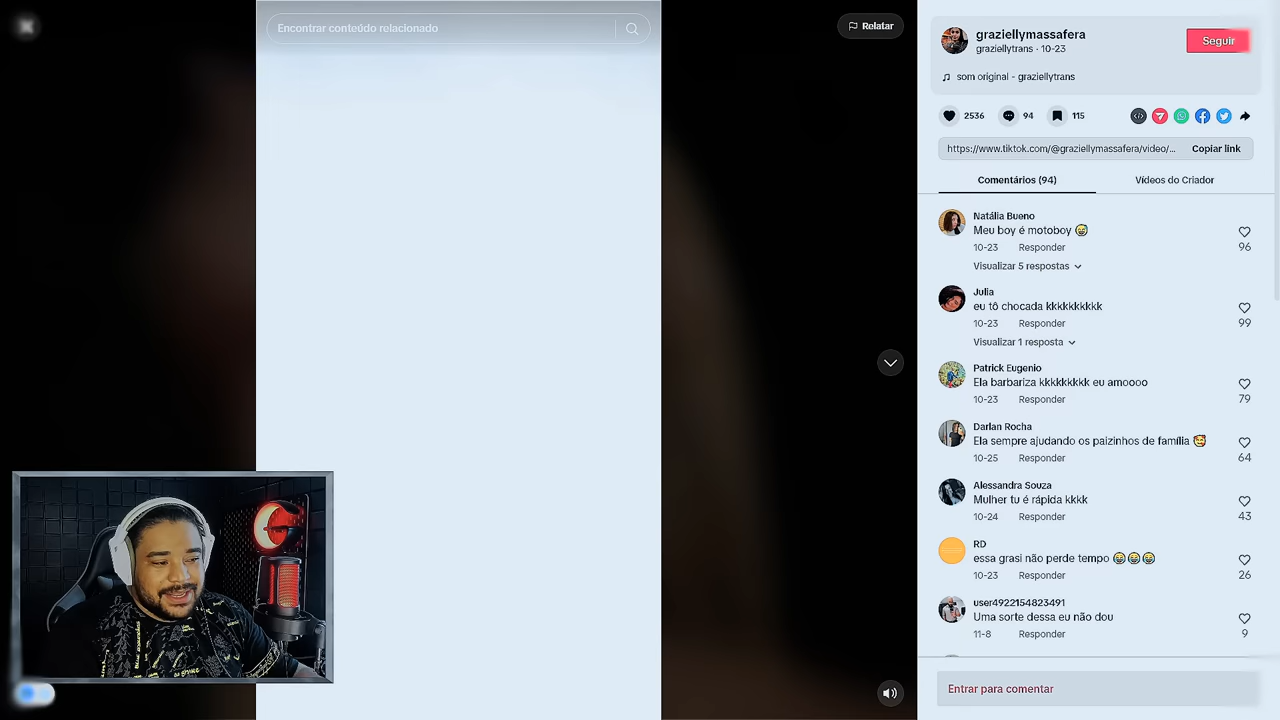 Encontrar conteúdo relacionado
Relatar
graziellymassafera
graziellytrans · 10-23
Seguir
som original - graziellytrans
2536
94
115
https://www.tiktok.com/@graziellymassafera/video/...
Copiar link
Comentários (94)
Vídeos do Criador
Natália Bueno
Meu boy é motoboy 😅
96
10-23 Responder
Visualizar 5 respostas
Julia
eu tô chocada kkkkkkkkkk
99
10-23 Responder
Visualizar 1 resposta
Patrick Eugenio
Ela barbariza kkkkkkkkk eu amoooo
79
10-23 Responder
Darlan Rocha
Ela sempre ajudando os paizinhos de família 🥰
64
10-25 Responder
Alessandra Souza
Mulher tu é rápida kkkk
43
10-24 Responder
RD
essa grasi não perde tempo 😂😂😂
26
10-23 Responder
user4922154823491
Uma sorte dessa eu não dou
9
11-8 Responder
Entrar para comentar